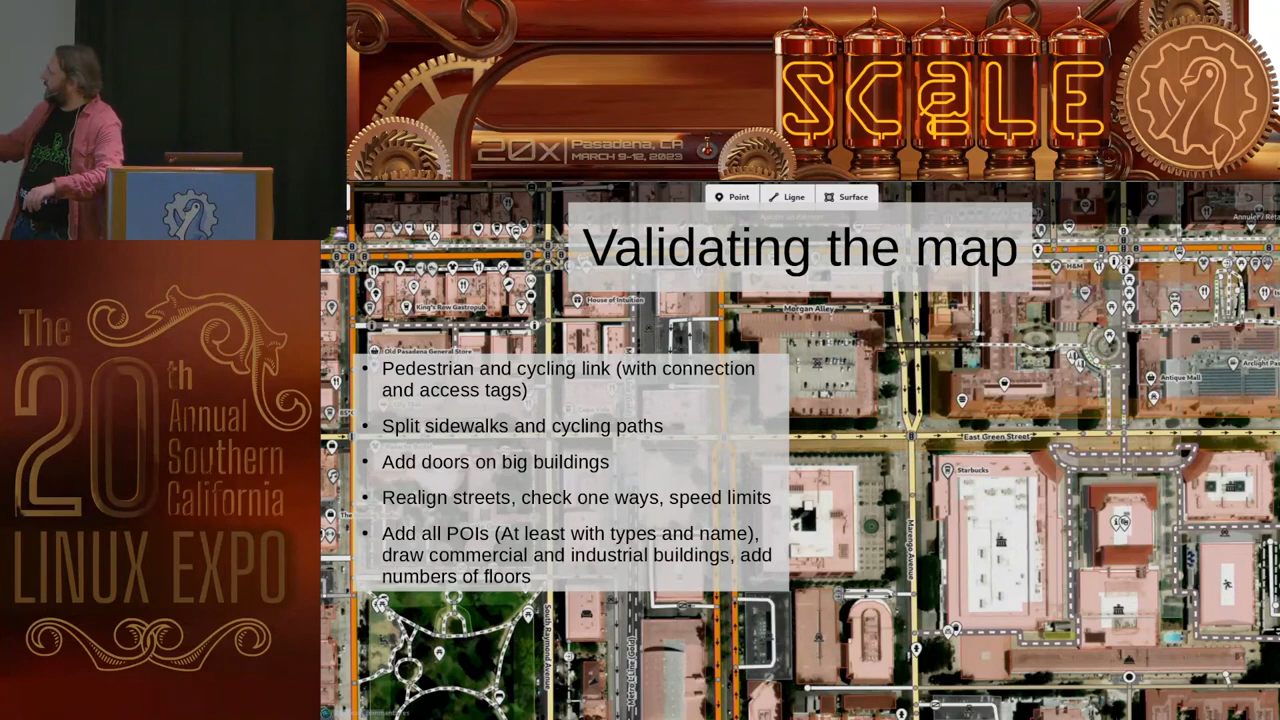 SCaLE
20x
Pasadena, CA
MARCH 9-12, 2023
The
20th
Annual
Southern
California
LINUX EXPO
Point
Ligne
Surface
Validating the map
• Pedestrian and cycling link (with connection
and access tags)
• Split sidewalks and cycling paths
• Add doors on big buildings
• Realign streets, check one ways, speed limits
• Add all POIs (At least with types and name),
draw commercial and industrial buildings, add
numbers of floors
H&M
King's Row Gastropub
House of Intuition
Morgan Alley
Old Pasadena General Store
Antique Mall
East Green Street
Starbucks
Marengo Avenue
South Raymond Avenue
Metro L Line (Gold)